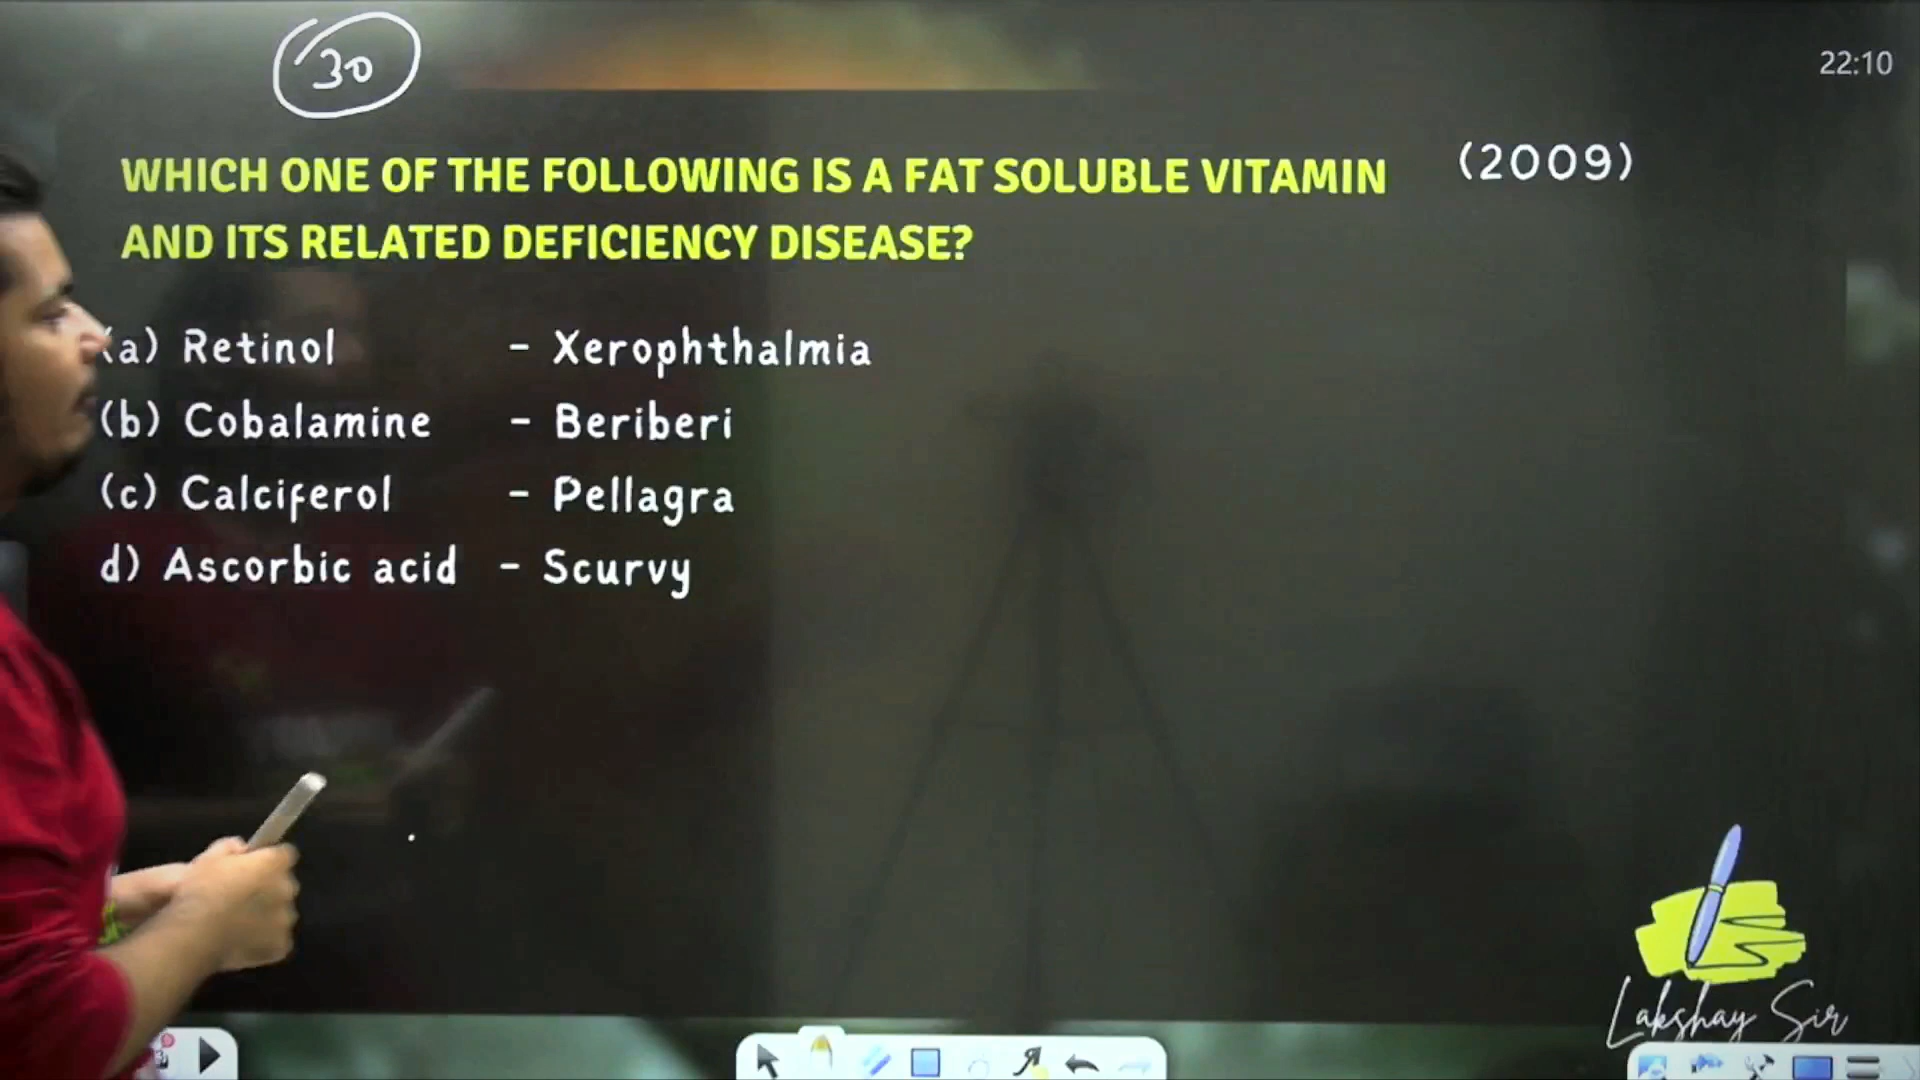 30
22:10
WHICH ONE OF THE FOLLOWING IS A FAT SOLUBLE VITAMIN (2009)
AND ITS RELATED DEFICIENCY DISEASE?
(a) Retinol - Xerophthalmia
(b) Cobalamine - Beriberi
(c) Calciferol - Pellagra
d) Ascorbic acid - Scurvy
Lakshay Sir